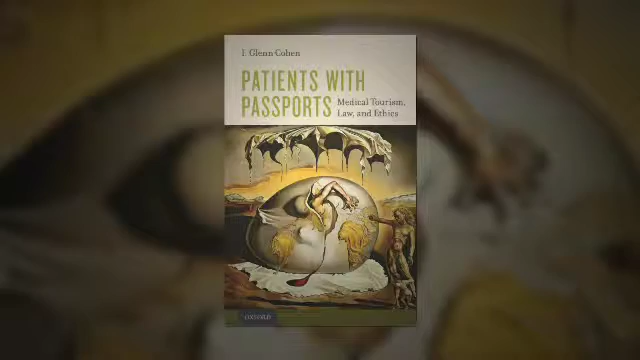 I. Glenn Cohen
PATIENTS WITH
PASSPORTS
Medical Tourism,
Law, and Ethics
OXFORD